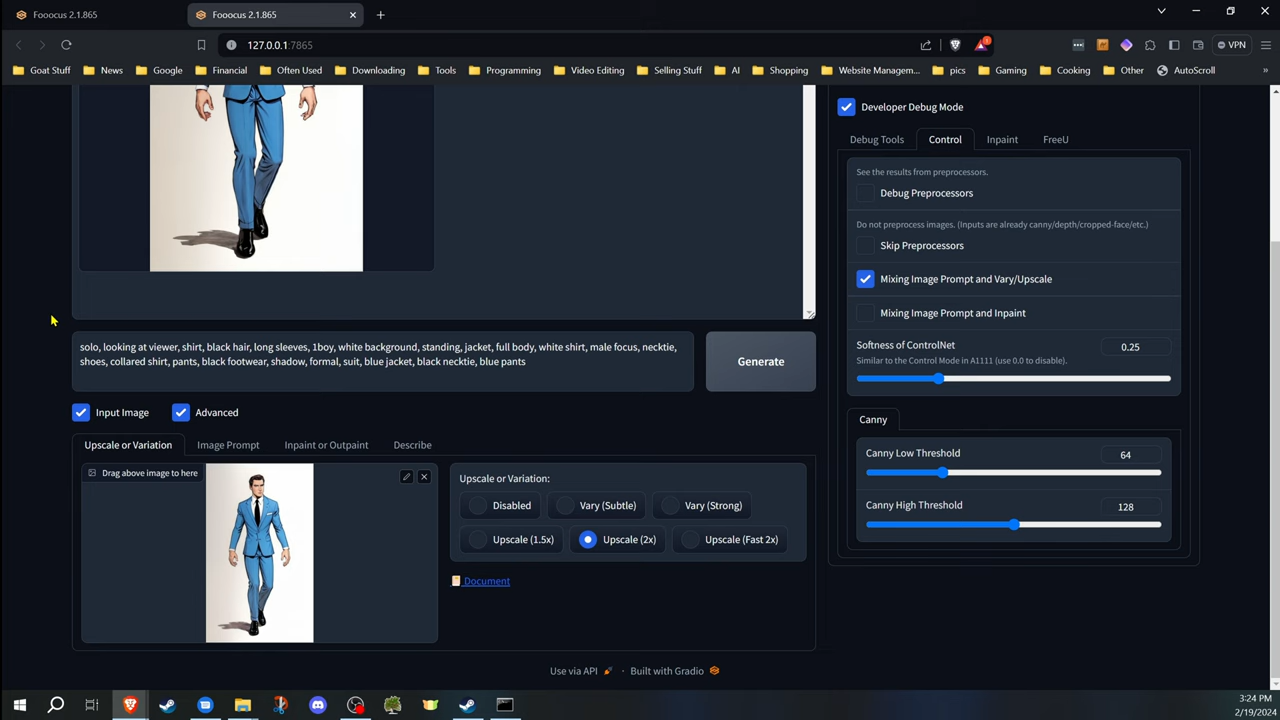 Fooocus 2.1.865
Fooocus 2.1.865
127.0.0.1:7865
VPN
Goat Stuff
News
Google
Financial
Often Used
Downloading
Tools
Programming
Video Editing
Selling Stuff
AI
Shopping
Website Managem...
pics
Gaming
Cooking
Other
AutoScroll
Developer Debug Mode
Debug Tools
Control
Inpaint
FreeU
See the results from preprocessors.
Debug Preprocessors
Do not preprocess images. (Inputs are already canny/depth/cropped-face/etc.)
Skip Preprocessors
Mixing Image Prompt and Vary/Upscale
Mixing Image Prompt and Inpaint
Softness of ControlNet
0.25
Similar to the Control Mode in A1111 (use 0.0 to disable).
Canny
Canny Low Threshold
64
Canny High Threshold
128
solo, looking at viewer, shirt, black hair, long sleeves, 1boy, white background, standing, jacket, full body, white shirt, male focus, necktie,
shoes, collared shirt, pants, black footwear, shadow, formal, suit, blue jacket, black necktie, blue pants
Generate
Input Image
Advanced
Upscale or Variation
Image Prompt
Inpaint or Outpaint
Describe
Drag above image to here
Upscale or Variation:
Disabled
Vary (Subtle)
Vary (Strong)
Upscale (1.5x)
Upscale (2x)
Upscale (Fast 2x)
Document
Use via API
·
Built with Gradio
3:24 PM
2/19/2024